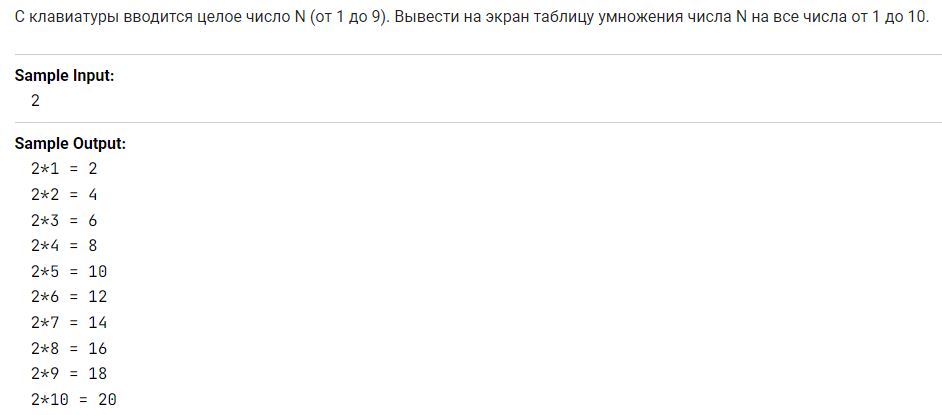 С клавиатуры вводится целое число N (от 1 до 9). Вывести на экран таблицу умножения числа N на все числа от 1 до 10.
Sample Input:
2
Sample Output:
2*1 = 2
2*2 = 4
2*3 = 6
2*4 = 8
2*5 = 10
2*6 = 12
2*7 = 14
2*8 = 16
2*9 = 18
2*10 = 20